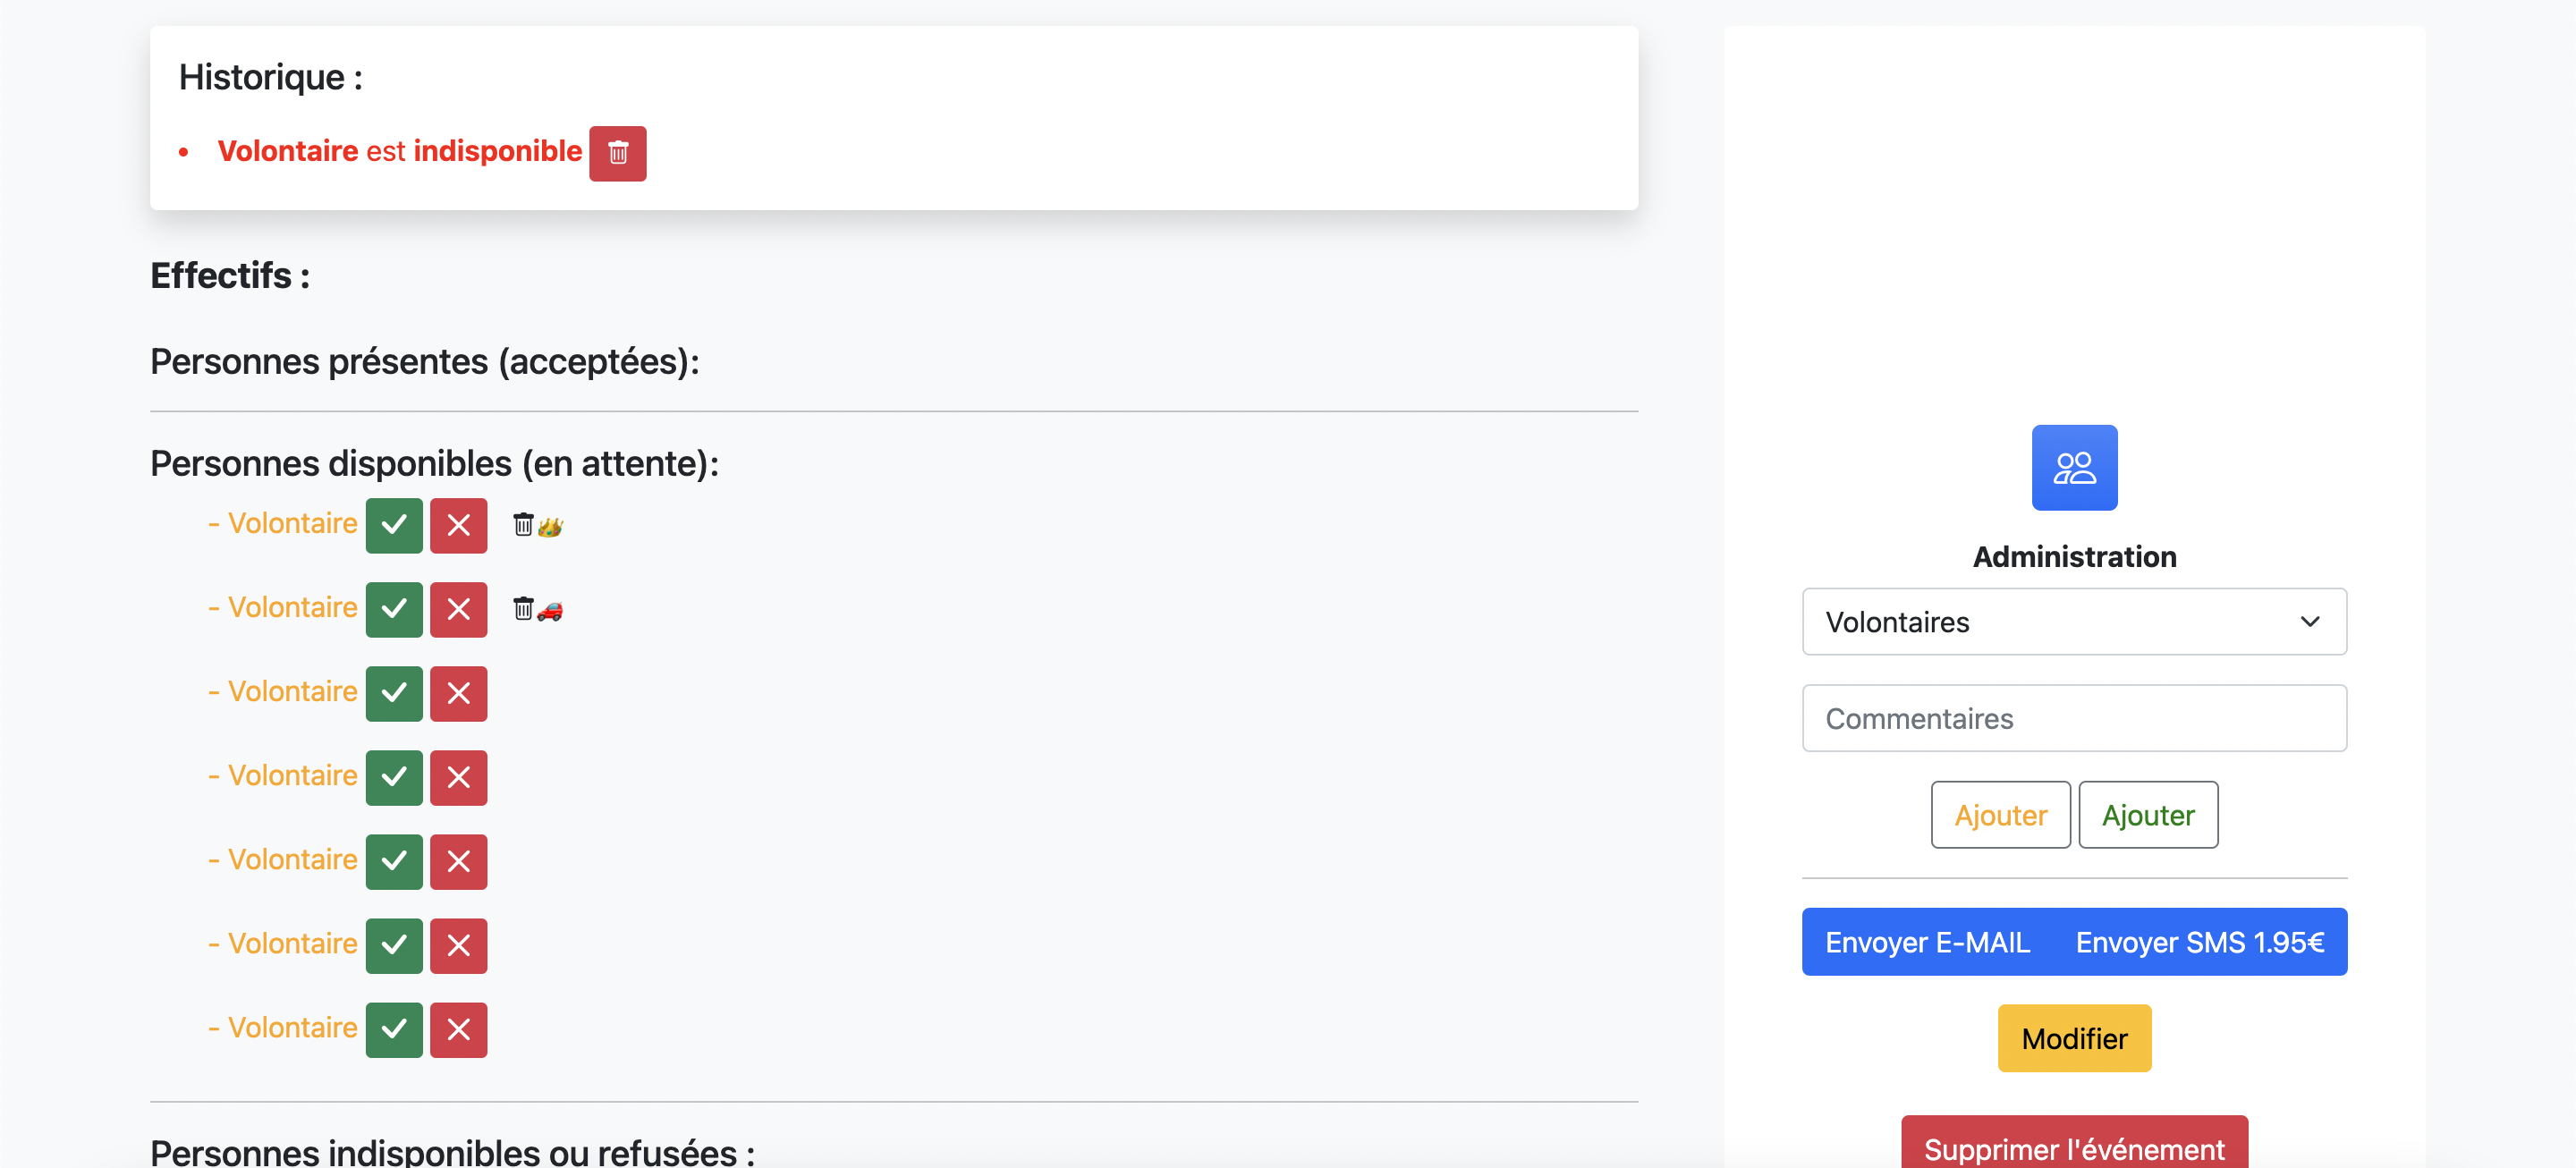 Historique :
• Volontaire est indisponible
Effectifs :
Personnes présentes (acceptées):
Personnes disponibles (en attente):
- Volontaire
- Volontaire
- Volontaire
- Volontaire
- Volontaire
- Volontaire
- Volontaire
Personnes indisponibles ou refusées :
Administration
Volontaires
Commentaires
Ajouter Ajouter
Envoyer E-MAIL Envoyer SMS 1.95€
Modifier
Supprimer l'événement